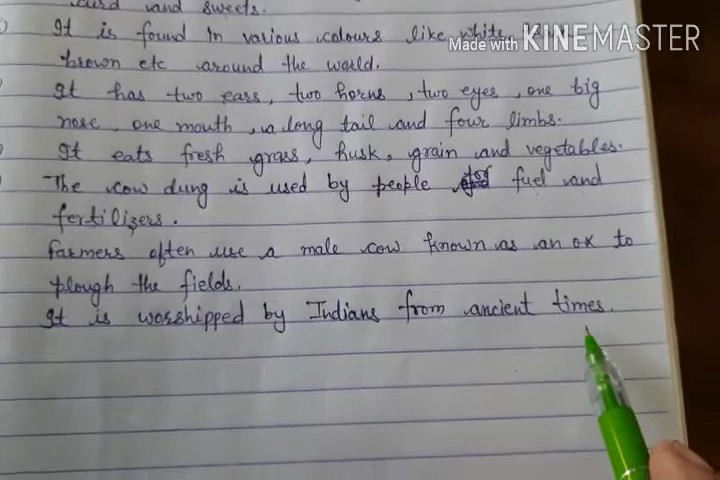 and sweets.
It is found in various colours like white
Made with KINEMASTER
brown etc around the world.
It has two ears, two horns, two eyes, one big
nose, one mouth, a long tail and four limbs.
It eats fresh grass, husk, grain and vegetables.
The cow dung is used by people fuel and
fertilizers.
Farmers often use a male cow known as an ox to
plough the fields.
It is worshipped by Indians from ancient times.